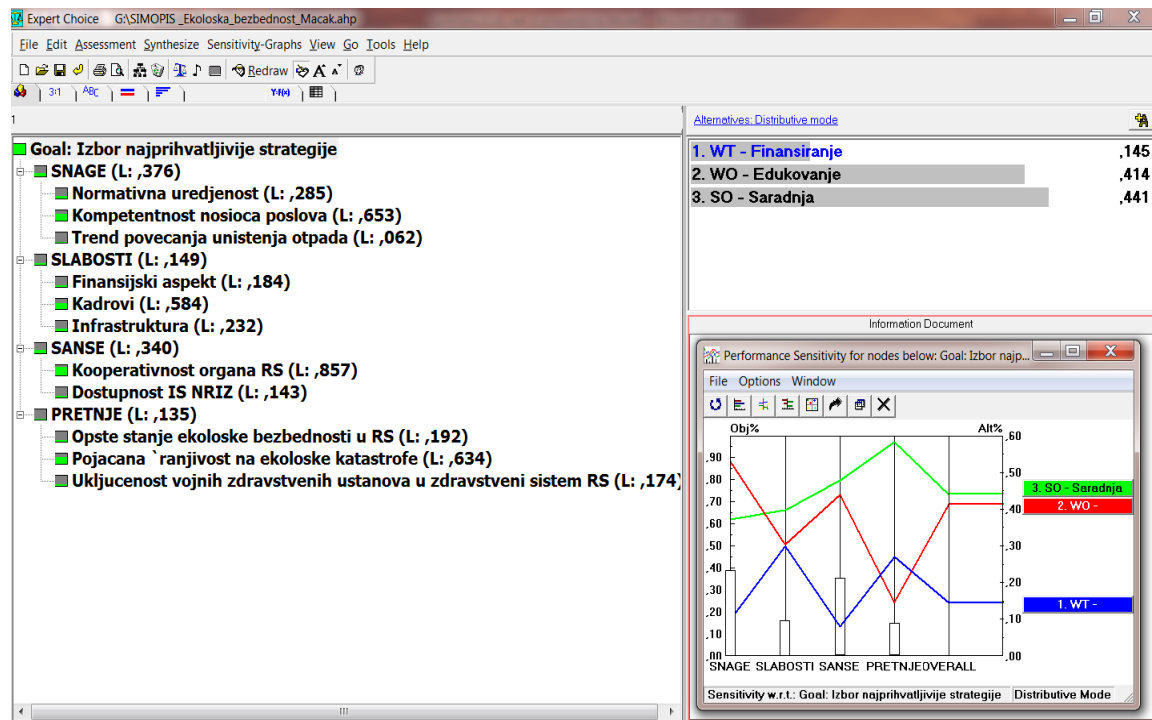 Expert Choice G:\SIMOPIS _Ekoloska_bezbednost_Macak.ahp
File Edit Assessment Synthesize Sensitivity-Graphs View Go Tools Help
Redraw A A
3:1 ABC Y-F(x)
1
Goal: Izbor najprihvatljivije strategije
SNAGE (L: ,376)
Normativna uredjenost (L: ,285)
Kompetentnost nosioca poslova (L: ,653)
Trend povecanja unistenja otpada (L: ,062)
SLABOSTI (L: ,149)
Finansijski aspekt (L: ,184)
Kadrovi (L: ,584)
Infrastruktura (L: ,232)
SANSE (L: ,340)
Kooperativnost organa RS (L: ,857)
Dostupnost IS NRIZ (L: ,143)
PRETNJE (L: ,135)
Opste stanje ekoloske bezbednosti u RS (L: ,192)
Pojacana `ranjivost na ekoloske katastrofe (L: ,634)
Ukljucenost vojnih zdravstvenih ustanova u zdravstveni sistem RS (L: ,174)
Alternatives: Distributive mode
1. WT - Finansiranje ,145
2. WO - Edukovanje ,414
3. SO - Saradnja ,441
Information Document
Performance Sensitivity for nodes below: Goal: Izbor najp...
File Options Window
Obj% Alt%
,90
,80
,70
,60
,50
,40
,30
,20
,10
,00
,60
,50
,40
,30
,20
,10
,00
3. SO - Saradnja
2. WO -
1. WT -
SNAGE SLABOSTI SANSE PRETNJEOVERALL
Sensitivity w.r.t.: Goal: Izbor najprihvatljivije strategije Distributive Mode